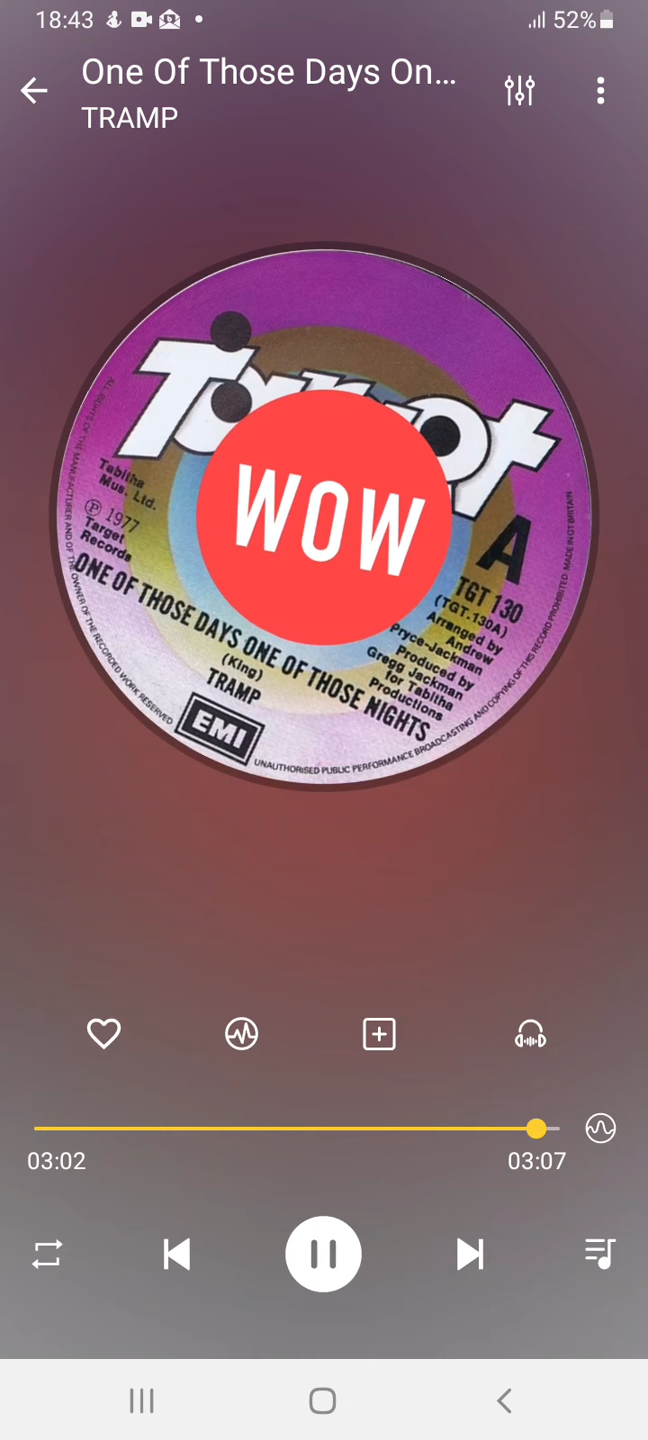 18:43
52%
One Of Those Days On...
TRAMP
ALL RIGHTS OF THE MANUFACTURER AND OF THE OWNER OF THE RECORDED WORK RESERVED
WOW
A
Tabitha
Mus. Ltd.
℗ 1977
Target
Records
TGT 130
(TGT.130A)
Arranged by
Andrew
Pryce-Jackman
Produced by
Gregg Jackman
for Tabitha
Productions
ONE OF THOSE DAYS ONE OF THOSE NIGHTS
(King)
TRAMP
EMI
UNAUTHORISED PUBLIC PERFORMANCE BROADCASTING AND COPYING OF THIS RECORD PROHIBITED MADE IN GT BRITAIN
03:02
03:07